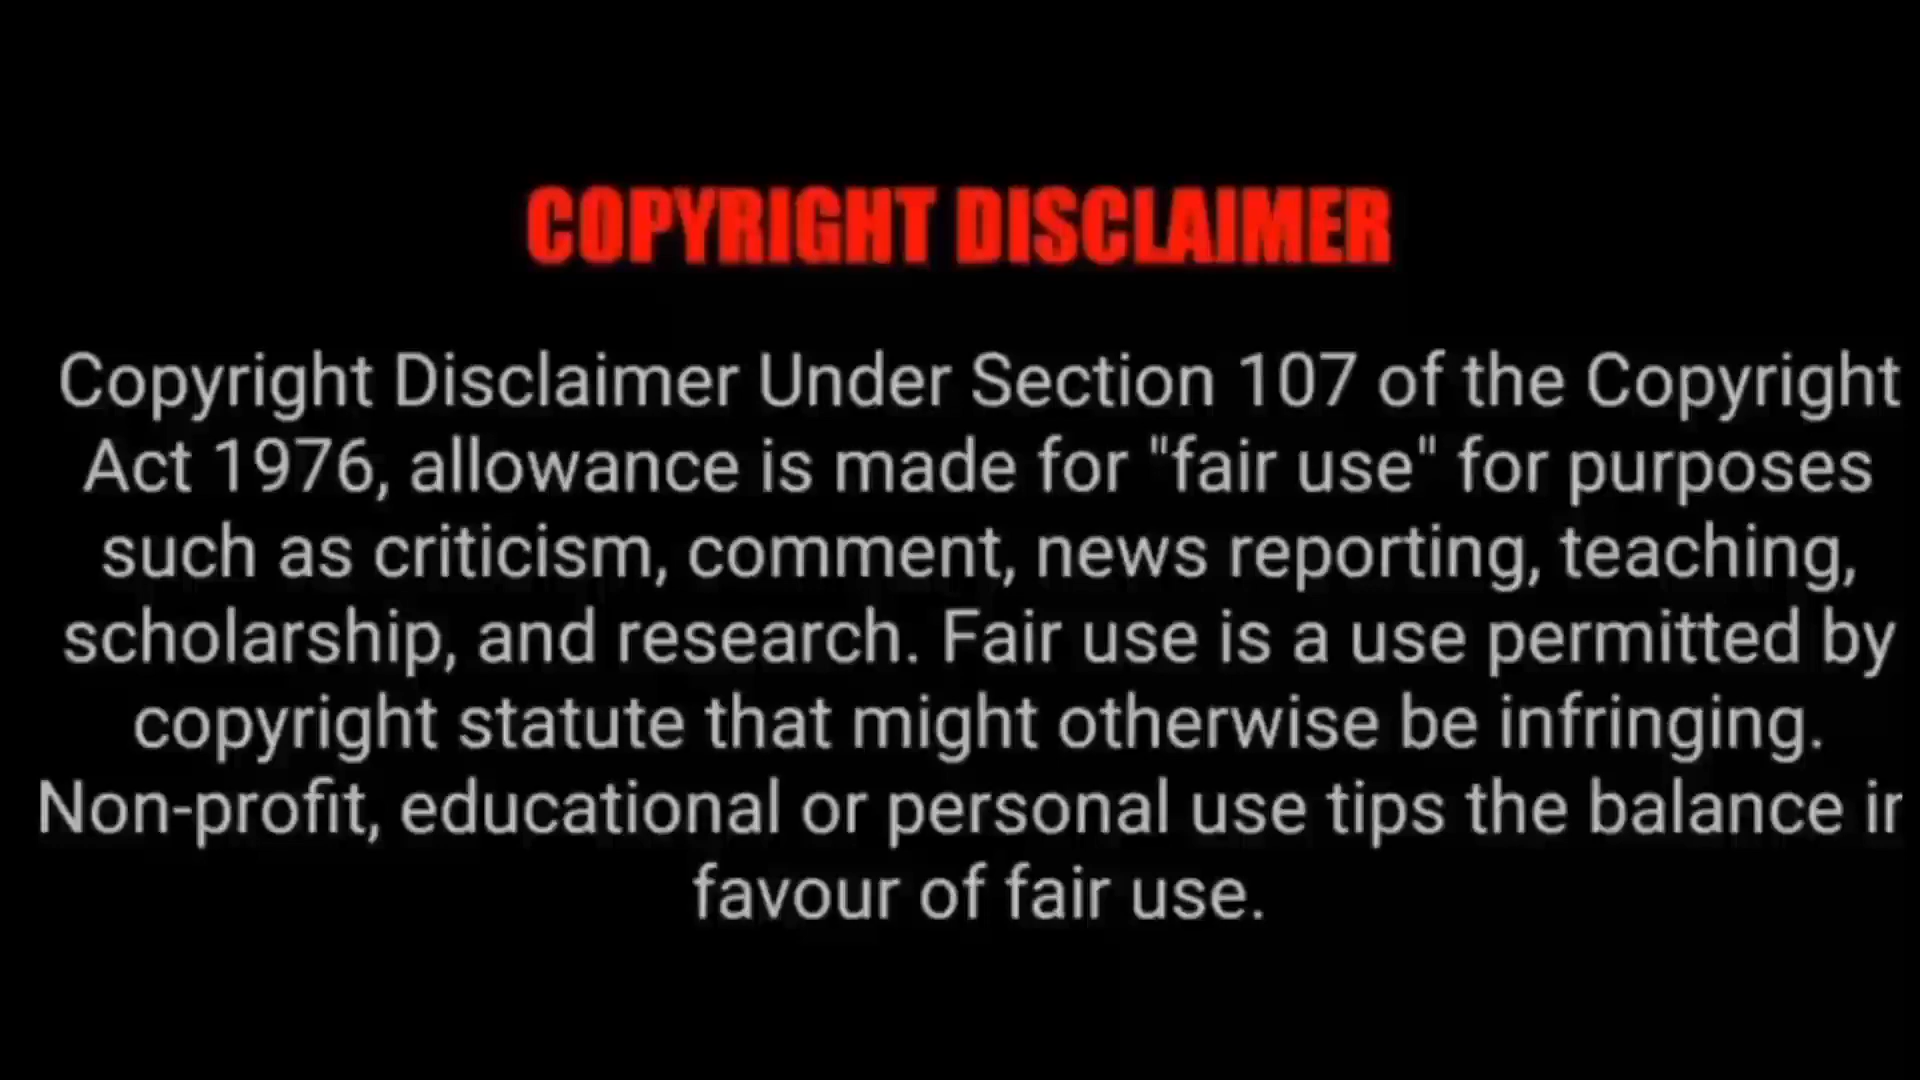 COPYRIGHT DISCLAIMER
Copyright Disclaimer Under Section 107 of the Copyright
Act 1976, allowance is made for "fair use" for purposes
such as criticism, comment, news reporting, teaching,
scholarship, and research. Fair use is a use permitted by
copyright statute that might otherwise be infringing.
Non-profit, educational or personal use tips the balance in
favour of fair use.